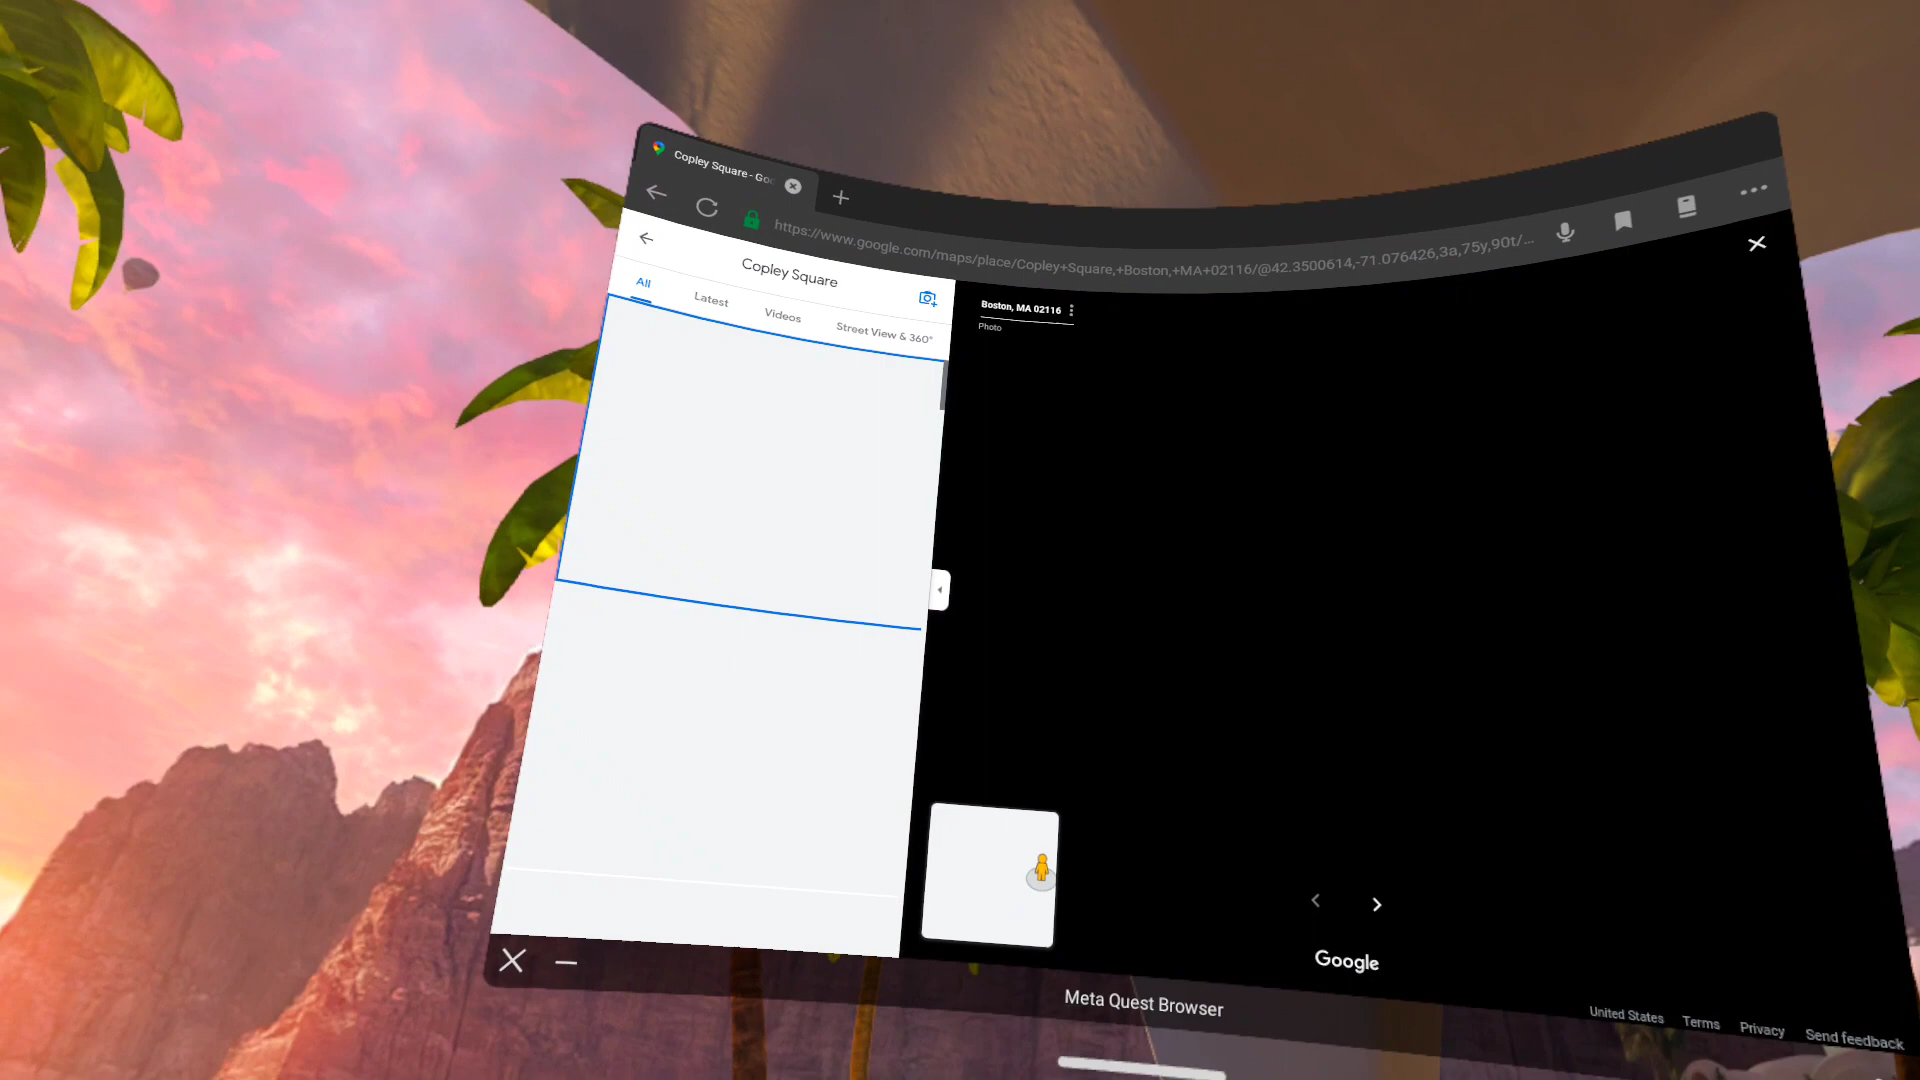 Copley Square - Goo
https://www.google.com/maps/place/Copley+Square,+Boston,+MA+02116/@42.3500614,-71.076426,3a,75y,90t/...
Copley Square
All
Latest
Videos
Street View & 360°
Boston, MA 02116
Photo
Google
United States
Terms
Privacy
Send feedback
Meta Quest Browser